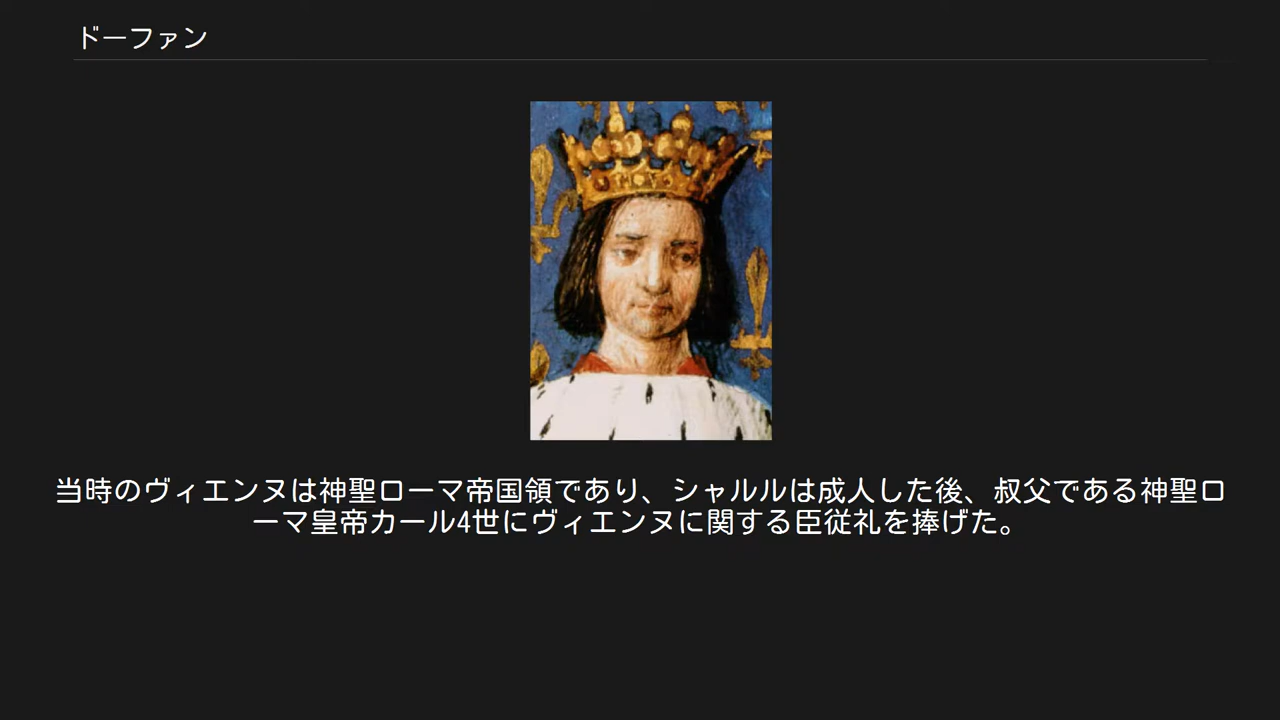 ドーファン
当時のヴィエンヌは神聖ローマ帝国領であり、シャルルは成人した後、叔父である神聖ロ
ーマ皇帝カール4世にヴィエンヌに関する臣従礼を捧げた。